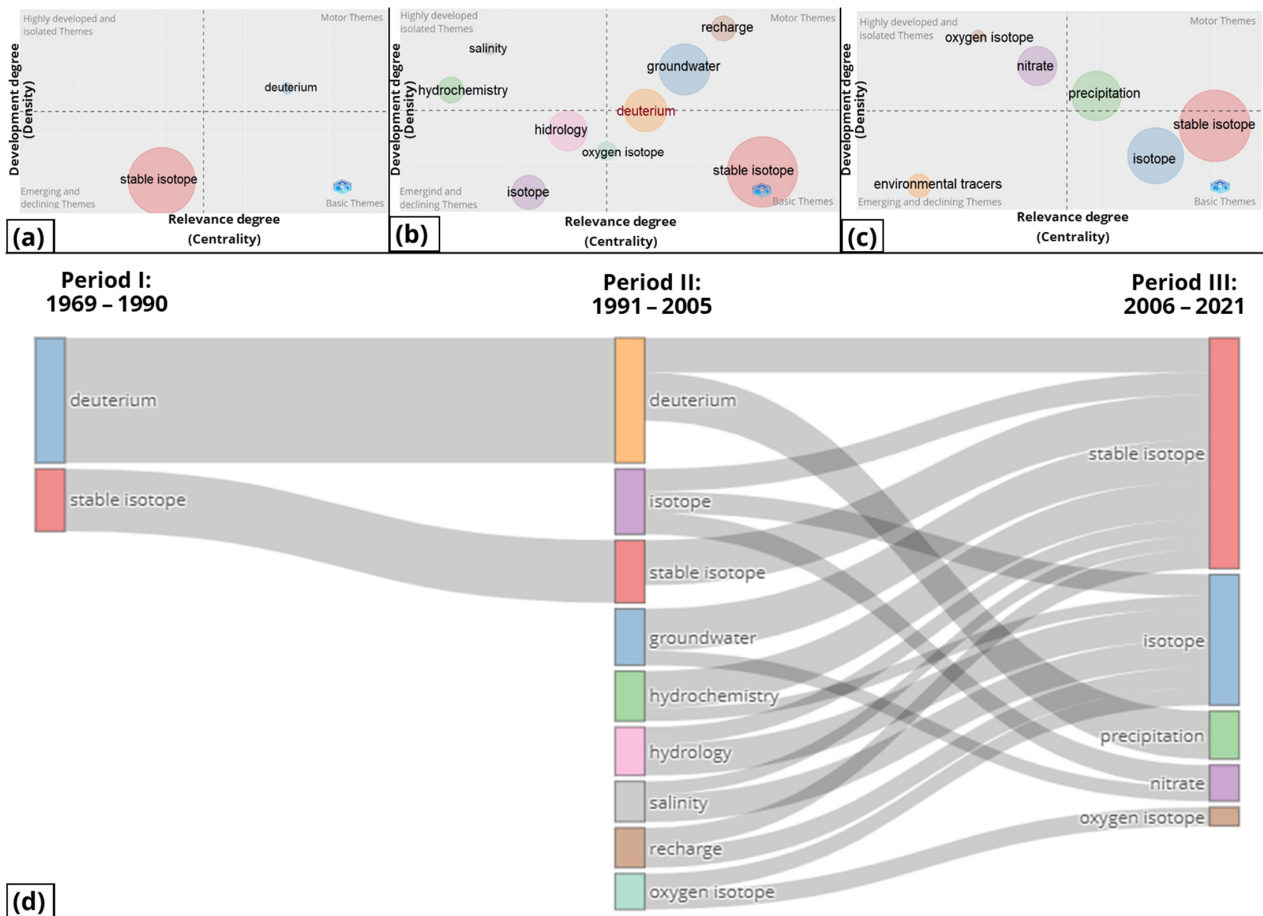 Highly developed and
isolated Themes
Motor Themes
deuterium
stable isotope
Emerging and
declining Themes
Basic Themes
Development degree
(Density)
Relevance degree
(Centrality)
(a)
Highly developed
isolated Themes
Motor Themes
recharge
salinity
groundwater
hydrochemistry
deuterium
hidrology
oxygen isotope
stable isotope
isotope
Emergind and
declining Themes
Basic Themes
Development degree
(Density)
Relevance degree
(Centrality)
(b)
Highly developed and
isolated Themes
Motor Themes
oxygen isotope
nitrate
precipitation
stable isotope
isotope
environmental tracers
Emerging and declining Themes
Basic Themes
Development degree
(Density)
Relevance degree
(Centrality)
(c)
Period I:
1969 – 1990
Period II:
1991 – 2005
Period III:
2006 – 2021
deuterium
stable isotope
deuterium
isotope
stable isotope
groundwater
hydrochemistry
hydrology
salinity
recharge
oxygen isotope
stable isotope
isotope
precipitation
nitrate
oxygen isotope
(d)